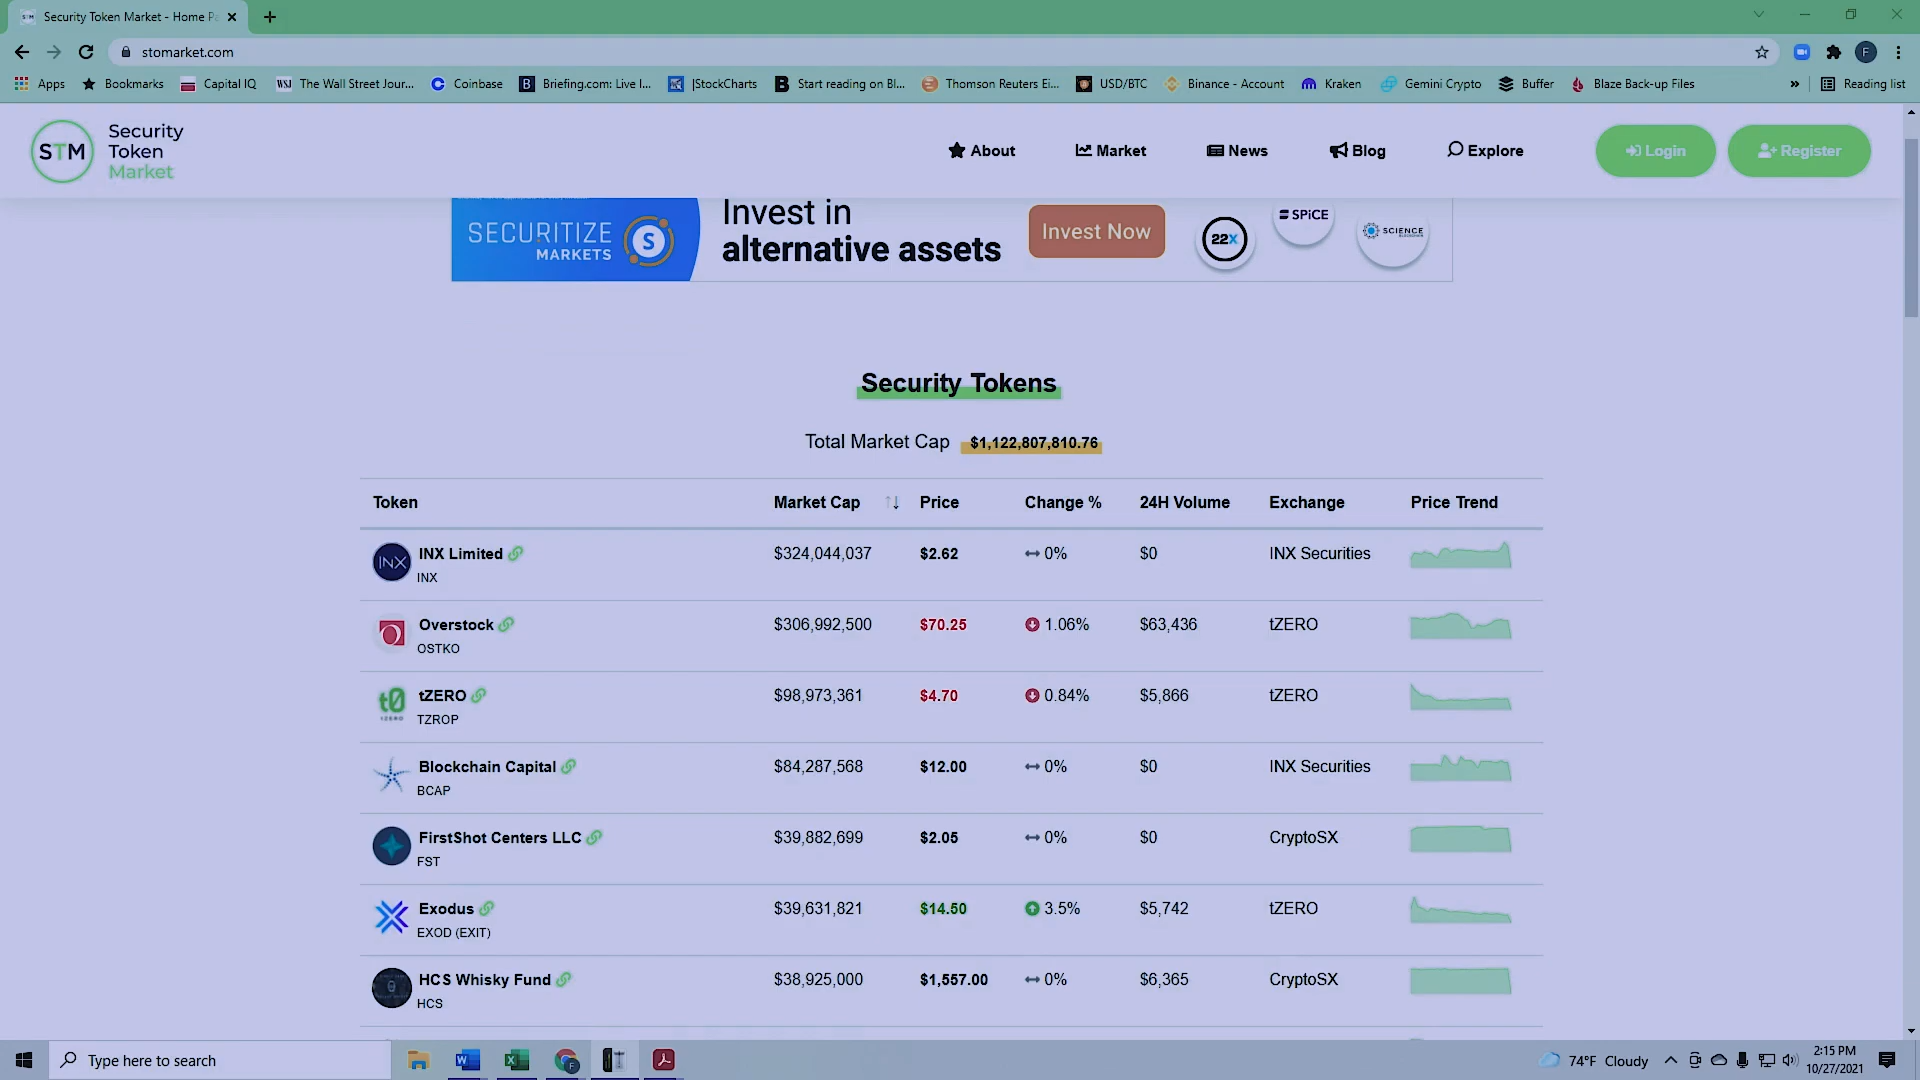 Security Token Market - Home P
stomarket.com
F
Apps Bookmarks Capital IQ WSJ The Wall Street Jour... Coinbase B Briefing.com: Live I... |StockCharts B Start reading on Bl... Thomson Reuters Ei... USD/BTC Binance - Account Kraken Gemini Crypto Buffer Blaze Back-up Files » Reading list
STM
Security
Token
Market
About Market News Blog Explore Login Register
SECURITIZE
MARKETS
S
Invest in
alternative assets
Invest Now
22X
SPiCE
SCIENCE
Security Tokens
Total Market Cap $1,122,807,810.76
Token Market Cap Price Change % 24H Volume Exchange Price Trend
INX INX Limited $324,044,037 $2.62 0% $0 INX Securities
INX
Overstock $306,992,500 $70.25 1.06% $63,436 tZERO
OSTKO
t0 tZERO $98,973,361 $4.70 0.84% $5,866 tZERO
TZROP
Blockchain Capital $84,287,568 $12.00 0% $0 INX Securities
BCAP
FirstShot Centers LLC $39,882,699 $2.05 0% $0 CryptoSX
FST
Exodus $39,631,821 $14.50 3.5% $5,742 tZERO
EXOD (EXIT)
HCS Whisky Fund $38,925,000 $1,557.00 0% $6,365 CryptoSX
HCS
Type here to search
74°F Cloudy
2:15 PM
10/27/2021